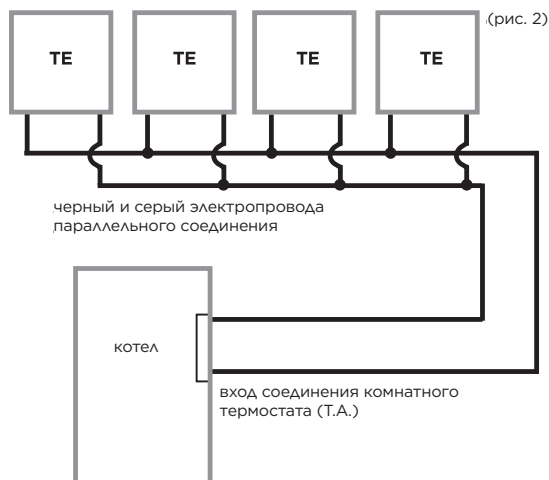 (рис. 2)
TE TE TE TE
черный и серый электропровода
параллельного соединения
котел
вход соединения комнатного
термостата (Т.А.)